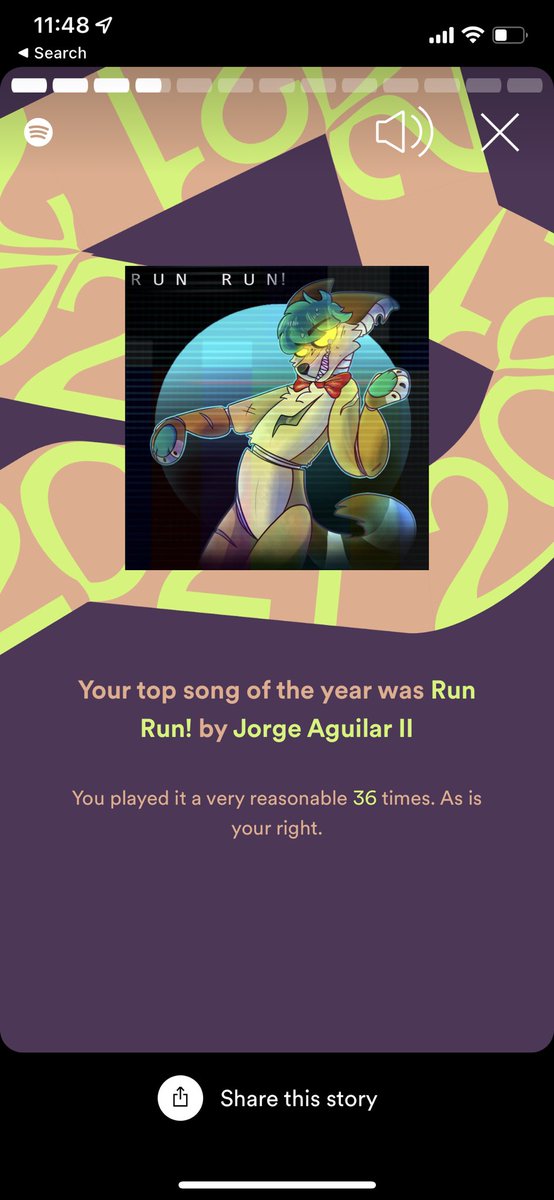 11:48
◀ Search
RUN RUN!
Your top song of the year was Run
Run! by Jorge Aguilar II
You played it a very reasonable 36 times. As is
your right.
Share this story